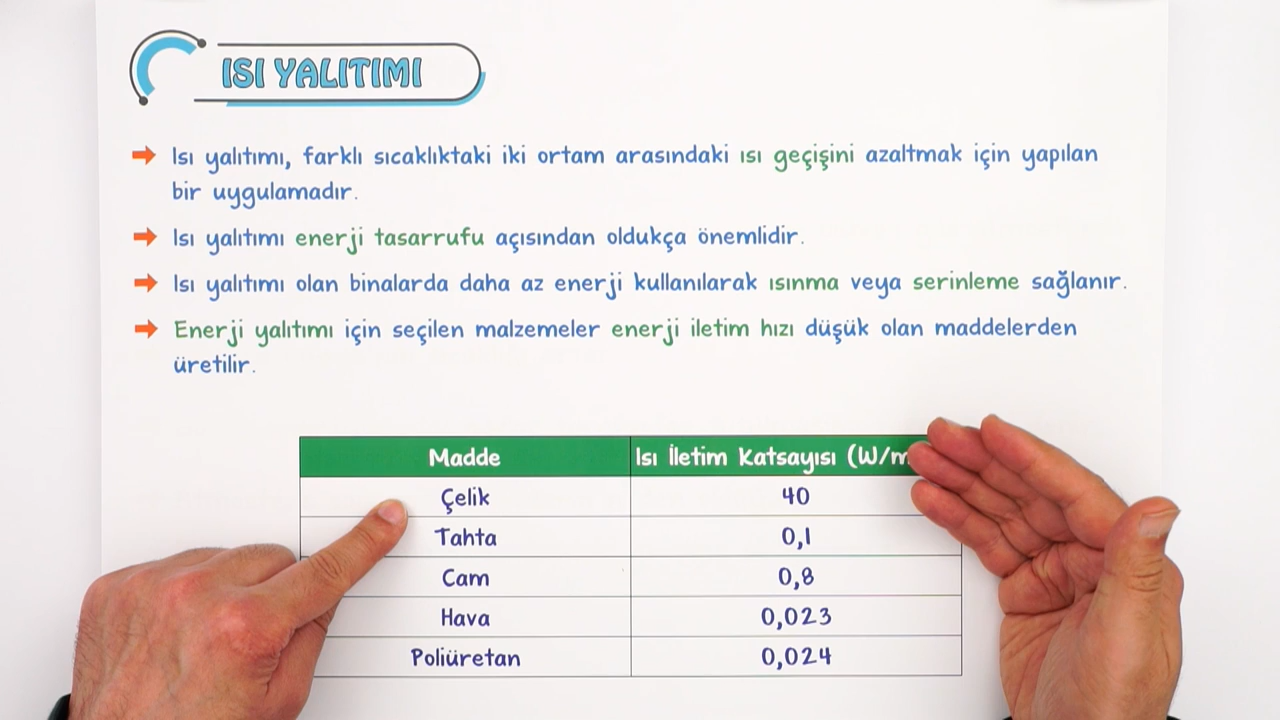 ISI YALITIMI
Isı yalıtımı, farklı sıcaklıktaki iki ortam arasındaki ısı geçişini azaltmak için yapılan
bir uygulamadır.
Isı yalıtımı enerji tasarrufu açısından oldukça önemlidir.
Isı yalıtımı olan binalarda daha az enerji kullanılarak ısınma veya serinleme sağlanır.
Enerji yalıtımı için seçilen malzemeler enerji iletim hızı düşük olan maddelerden
üretilir.
Madde Isı İletim Katsayısı (W/m
Çelik 40
Tahta 0,1
Cam 0,8
Hava 0,023
Poliüretan 0,024